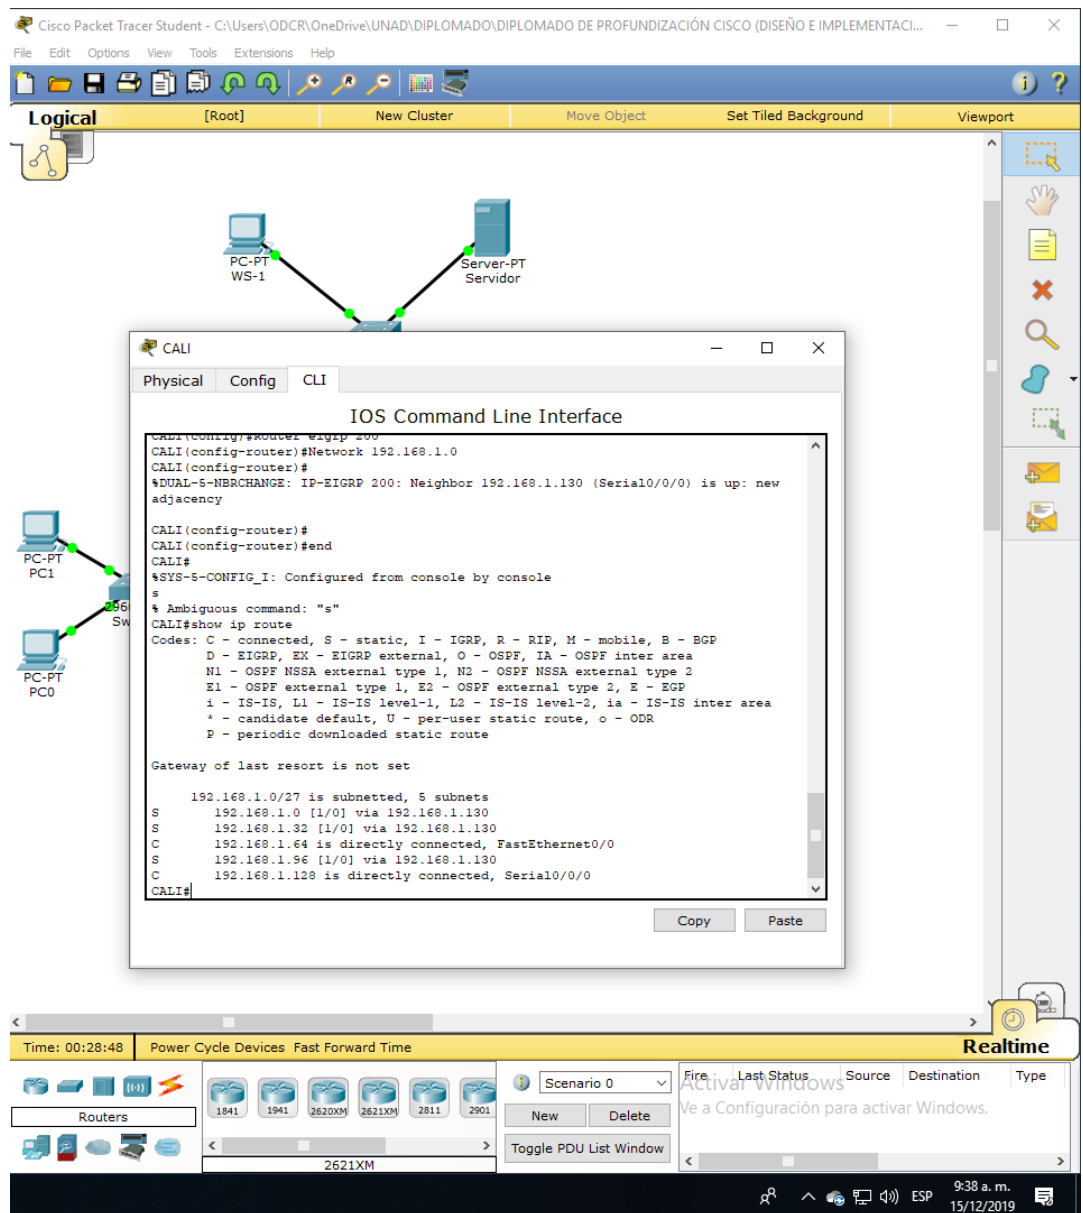 Cisco Packet Tracer Student - C:\Users\ODCR\OneDrive\UNAD\DIPLOMADO\DIPLOMADO DE PROFUNDIZACIÓN CISCO (DISEÑO E IMPLEMENTACI...
File Edit Options View Tools Extensions Help
Logical [Root] New Cluster Move Object Set Tiled Background Viewport
PC-PT
WS-1
Server-PT
Servidor
PC-PT
PC1
296
Sw
PC-PT
PC0
CALI
Physical Config CLI
IOS Command Line Interface
CALI(config)#Router eigrp 200
CALI(config-router)#Network 192.168.1.0
CALI(config-router)#
%DUAL-5-NBRCHANGE: IP-EIGRP 200: Neighbor 192.168.1.130 (Serial0/0/0) is up: new
adjacency
CALI(config-router)#
CALI(config-router)#end
CALI#
%SYS-5-CONFIG_I: Configured from console by console
s
% Ambiguous command: "s"
CALI#show ip route
Codes: C - connected, S - static, I - IGRP, R - RIP, M - mobile, B - BGP
D - EIGRP, EX - EIGRP external, O - OSPF, IA - OSPF inter area
N1 - OSPF NSSA external type 1, N2 - OSPF NSSA external type 2
E1 - OSPF external type 1, E2 - OSPF external type 2, E - EGP
i - IS-IS, L1 - IS-IS level-1, L2 - IS-IS level-2, ia - IS-IS inter area
* - candidate default, U - per-user static route, o - ODR
P - periodic downloaded static route
Gateway of last resort is not set
192.168.1.0/27 is subnetted, 5 subnets
S 192.168.1.0 [1/0] via 192.168.1.130
S 192.168.1.32 [1/0] via 192.168.1.130
C 192.168.1.64 is directly connected, FastEthernet0/0
S 192.168.1.96 [1/0] via 192.168.1.130
C 192.168.1.128 is directly connected, Serial0/0/0
CALI#
Copy Paste
Time: 00:28:48 Power Cycle Devices Fast Forward Time Realtime
Routers
1841 1941 2620XM 2621XM 2811 2901
2621XM
Scenario 0
New Delete
Toggle PDU List Window
Fire Last Status Source Destination Type
Activar Windows
Ve a Configuración para activar Windows.
ESP
9:38 a. m.
15/12/2019